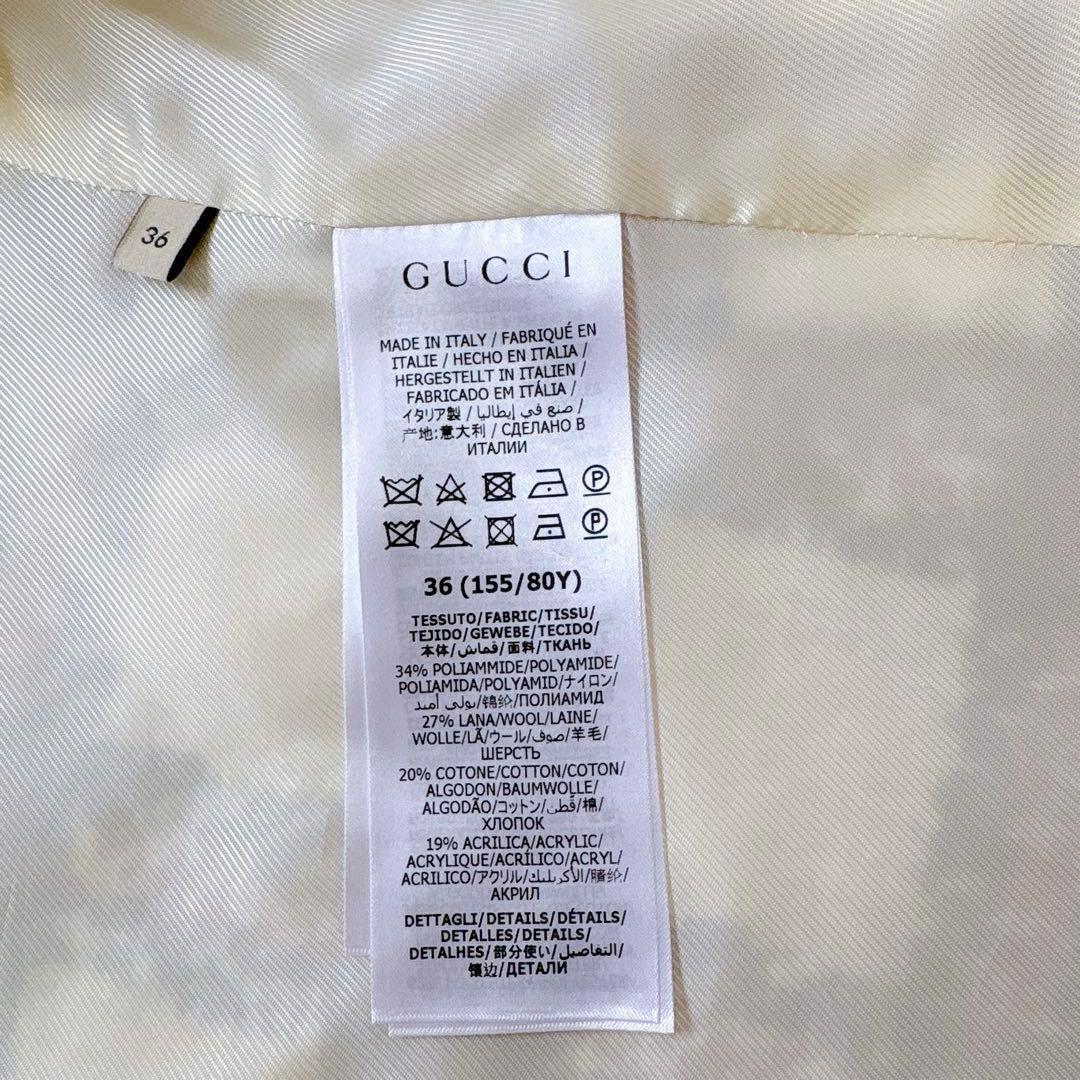 36
GUCCI
MADE IN ITALY / FABRIQUÉ EN
ITALIE / HECHO EN ITALIA /
HERGESTELLT IN ITALIEN /
FABRICADO EM ITÁLIA /
イタリア製 / صنع في إيطاليا /
产地:意大利 / СДЕЛАНО В
ИТАЛИИ
P
P
36 (155/80Y)
TESSUTO/FABRIC/TISSU/
TEJIDO/GEWEBE/TECIDO/
本体/قماش/面料/ТКАНЬ
34% POLIAMMIDE/POLYAMIDE/
POLIAMIDA/POLYAMID/ナイロン/
بولي أميد/锦纶/ПОЛИАМИД
27% LANA/WOOL/LAINE/
WOLLE/LÃ/ウール/صوف/羊毛/
ШЕРСТЬ
20% COTONE/COTTON/COTON/
ALGODON/BAUMWOLLE/
ALGODÃO/コットン/قطن/棉/
ХЛОПОК
19% ACRILICA/ACRYLIC/
ACRYLIQUE/ACRÍLICO/ACRYL/
ACRILICO/アクリル/الأكريليك/腈纶/
АКРИЛ
DETTAGLI/DETAILS/DÉTAILS/
DETALLES/DETAILS/
DETALHES/部分使い/التفاصيل/
镶边/ДЕТАЛИ